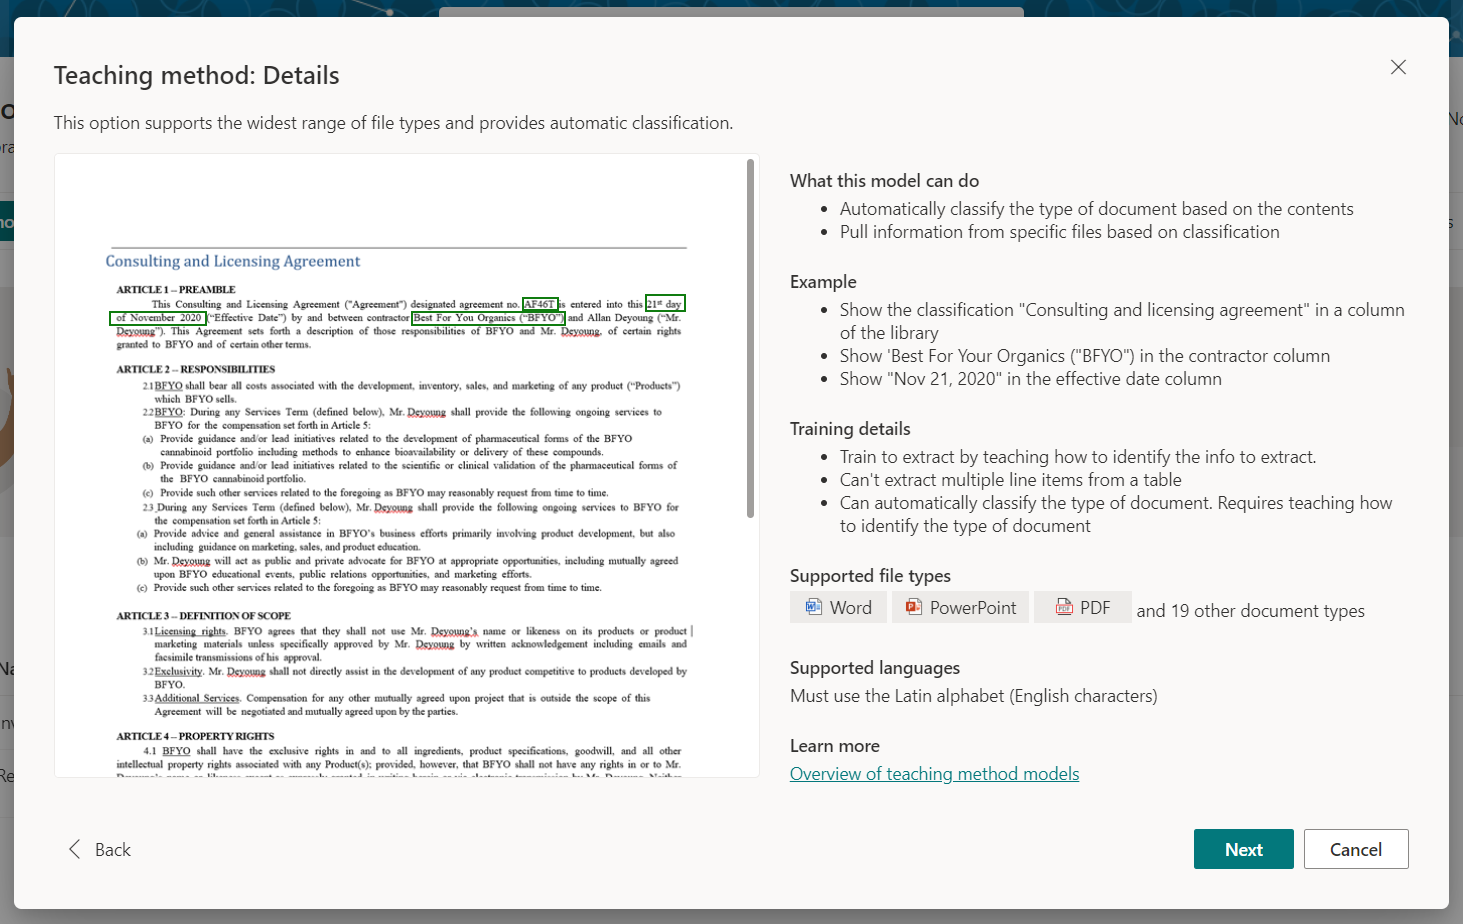 Teaching method: Details
This option supports the widest range of file types and provides automatic classification.
Consulting and Licensing Agreement
ARTICLE 1 – PREAMBLE
This Consulting and Licensing Agreement ("Agreement") designated agreement no. AF46T is entered into this 21st day
of November 2020 ("Effective Date") by and between contractor Best For You Organics ("BFYO") and Allan Deyoung ("Mr.
Deyoung"). This Agreement sets forth a description of those responsibilities of BFYO and Mr. Deyoung, of certain rights
granted to BFYO and of certain other terms.
ARTICLE 2 – RESPONSIBILITIES
2.1 BFYO shall bear all costs associated with the development, inventory, sales, and marketing of any product ("Products")
which BFYO sells.
2.2 BFYO: During any Services Term (defined below), Mr. Deyoung shall provide the following ongoing services to
BFYO for the compensation set forth in Article 5:
(a) Provide guidance and/or lead initiatives related to the development of pharmaceutical forms of the BFYO
cannabinoid portfolio including methods to enhance bioavailability or delivery of these compounds.
(b) Provide guidance and/or lead initiatives related to the scientific or clinical validation of the pharmaceutical forms of
the BFYO cannabinoid portfolio.
(c) Provide such other services related to the foregoing as BFYO may reasonably request from time to time.
2.3 During any Services Term (defined below), Mr. Deyoung shall provide the following ongoing services to BFYO for
the compensation set forth in Article 5:
(a) Provide advice and general assistance in BFYO's business efforts primarily involving product development, but also
including guidance on marketing, sales, and product education.
(b) Mr. Deyoung will act as public and private advocate for BFYO at appropriate opportunities, including mutually agreed
upon BFYO educational events, public relations opportunities, and marketing efforts.
(c) Provide such other services related to the foregoing as BFYO may reasonably request from time to time.
ARTICLE 3 – DEFINITION OF SCOPE
3.1 Licensing rights. BFYO agrees that they shall not use Mr. Deyoung's name or likeness on its products or product
marketing materials unless specifically approved by Mr. Deyoung by written acknowledgement including emails and
facsimile transmissions of his approval.
3.2 Exclusivity. Mr. Deyoung shall not directly assist in the development of any product competitive to products developed by
BFYO.
3.3 Additional Services. Compensation for any other mutually agreed upon project that is outside the scope of this
Agreement will be negotiated and mutually agreed upon by the parties.
ARTICLE 4 – PROPERTY RIGHTS
4.1 BFYO shall have the exclusive rights in and to all ingredients, product specifications, goodwill, and all other
intellectual property rights associated with any Product(s); provided, however, that BFYO shall not have any rights in or to Mr.
What this model can do
• Automatically classify the type of document based on the contents
• Pull information from specific files based on classification
Example
• Show the classification "Consulting and licensing agreement" in a column
of the library
• Show 'Best For Your Organics ("BFYO") in the contractor column
• Show "Nov 21, 2020" in the effective date column
Training details
• Train to extract by teaching how to identify the info to extract.
• Can't extract multiple line items from a table
• Can automatically classify the type of document. Requires teaching how
to identify the type of document
Supported file types
Word PowerPoint PDF and 19 other document types
Supported languages
Must use the Latin alphabet (English characters)
Learn more
Overview of teaching method models
Back
Next
Cancel